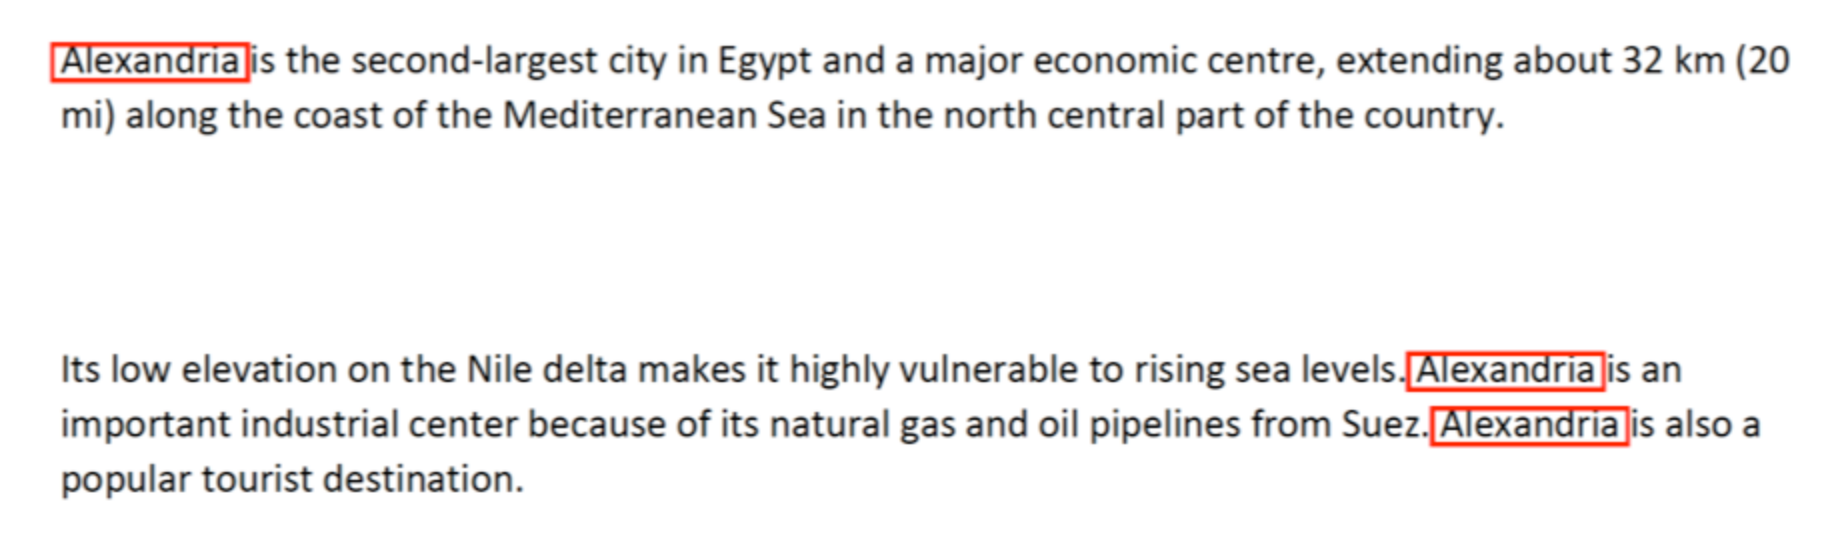 Alexandria is the second-largest city in Egypt and a major economic centre, extending about 32 km (20
mi) along the coast of the Mediterranean Sea in the north central part of the country.
Its low elevation on the Nile delta makes it highly vulnerable to rising sea levels. Alexandria is an
important industrial center because of its natural gas and oil pipelines from Suez. Alexandria is also a
popular tourist destination.